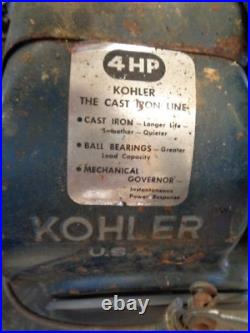 4HP
KOHLER
THE CAST IRON LINE
• CAST IRON – Longer Life –
Smoother – Quieter
• BALL BEARINGS – Greater
Load Capacity
• MECHANICAL
GOVERNOR –
Instantaneous
Power Response
KOHLER
U.S.